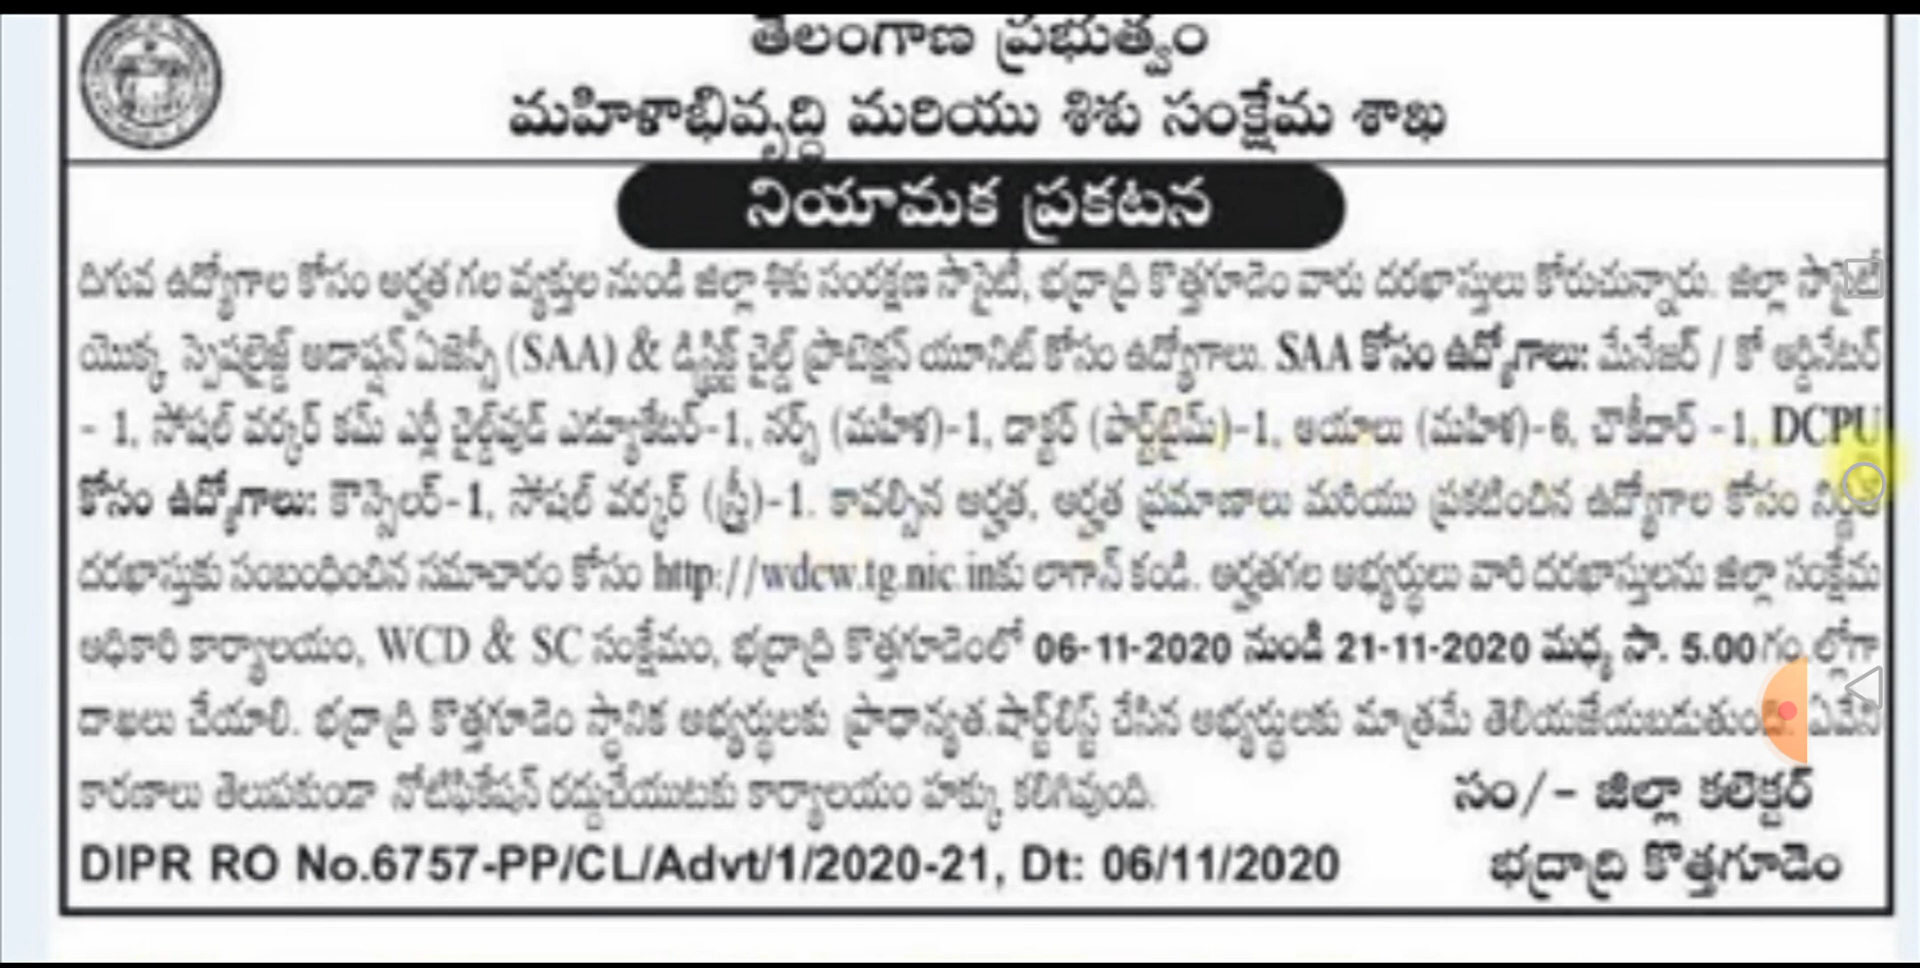 తెలంగాణ ప్రభుత్వం
మహిళాభివృద్ధి మరియు శిశు సంక్షేమ శాఖ
నియామక ప్రకటన
దిగువ ఉద్యోగాల కోసం అర్హత గల వ్యక్తుల నుండి జిల్లా శిశు సంరక్షణ సొసైటీ, భద్రాద్రి కొత్తగూడెం వారు దరఖాస్తులు కోరుచున్నారు. జిల్లా సొసైటీ
యొక్క స్పెషలైజ్డ్ అడాప్షన్ ఏజెన్సీ (SAA) & డిస్ట్రిక్ట్ చైల్డ్ ప్రొటెక్షన్ యూనిట్ కోసం ఉద్యోగాలు. SAA కోసం ఉద్యోగాలు: మేనేజర్ / కో ఆర్డినేటర్
- 1, సోషల్ వర్కర్ కమ్ ఎర్లీ చైల్డ్‌హుడ్ ఎడ్యూకేటర్-1, నర్స్ (మహిళ)-1, డాక్టర్ (పార్ట్‌టైమ్)-1, ఆయాలు (మహిళ)-6, చౌకీదార్ -1, DCPU
కోసం ఉద్యోగాలు: కౌన్సెలర్-1, సోషల్ వర్కర్ (స్త్రీ)-1. కావల్సిన అర్హత, అర్హత ప్రమాణాలు మరియు ప్రకటించిన ఉద్యోగాల కోసం నిర్ణీత
దరఖాస్తుకు సంబంధించిన సమాచారం కోసం http://wdcw.tg.nic.inకు లాగాన్ కండి. అర్హతగల అభ్యర్థులు వారి దరఖాస్తులను జిల్లా సంక్షేమ
అధికారి కార్యాలయం, WCD & SC సంక్షేమం, భద్రాద్రి కొత్తగూడెంలో 06-11-2020 నుండి 21-11-2020 మధ్య సా. 5.00గం.ల్లోగా
దాఖలు చేయాలి. భద్రాద్రి కొత్తగూడెం స్థానిక అభ్యర్థులకు ప్రాధాన్యత.షార్ట్‌లిస్ట్ చేసిన అభ్యర్థులకు మాత్రమే తెలియజేయబడుతుంది. ఏవేని
కారణాలు తెలుపకుండా నోటిఫికేషన్ రద్దుచేయుటకు కార్యాలయం హక్కు కలిగివుంది.
సం/- జిల్లా కలెక్టర్
DIPR RO No.6757-PP/CL/Advt/1/2020-21, Dt: 06/11/2020
భద్రాద్రి కొత్తగూడెం